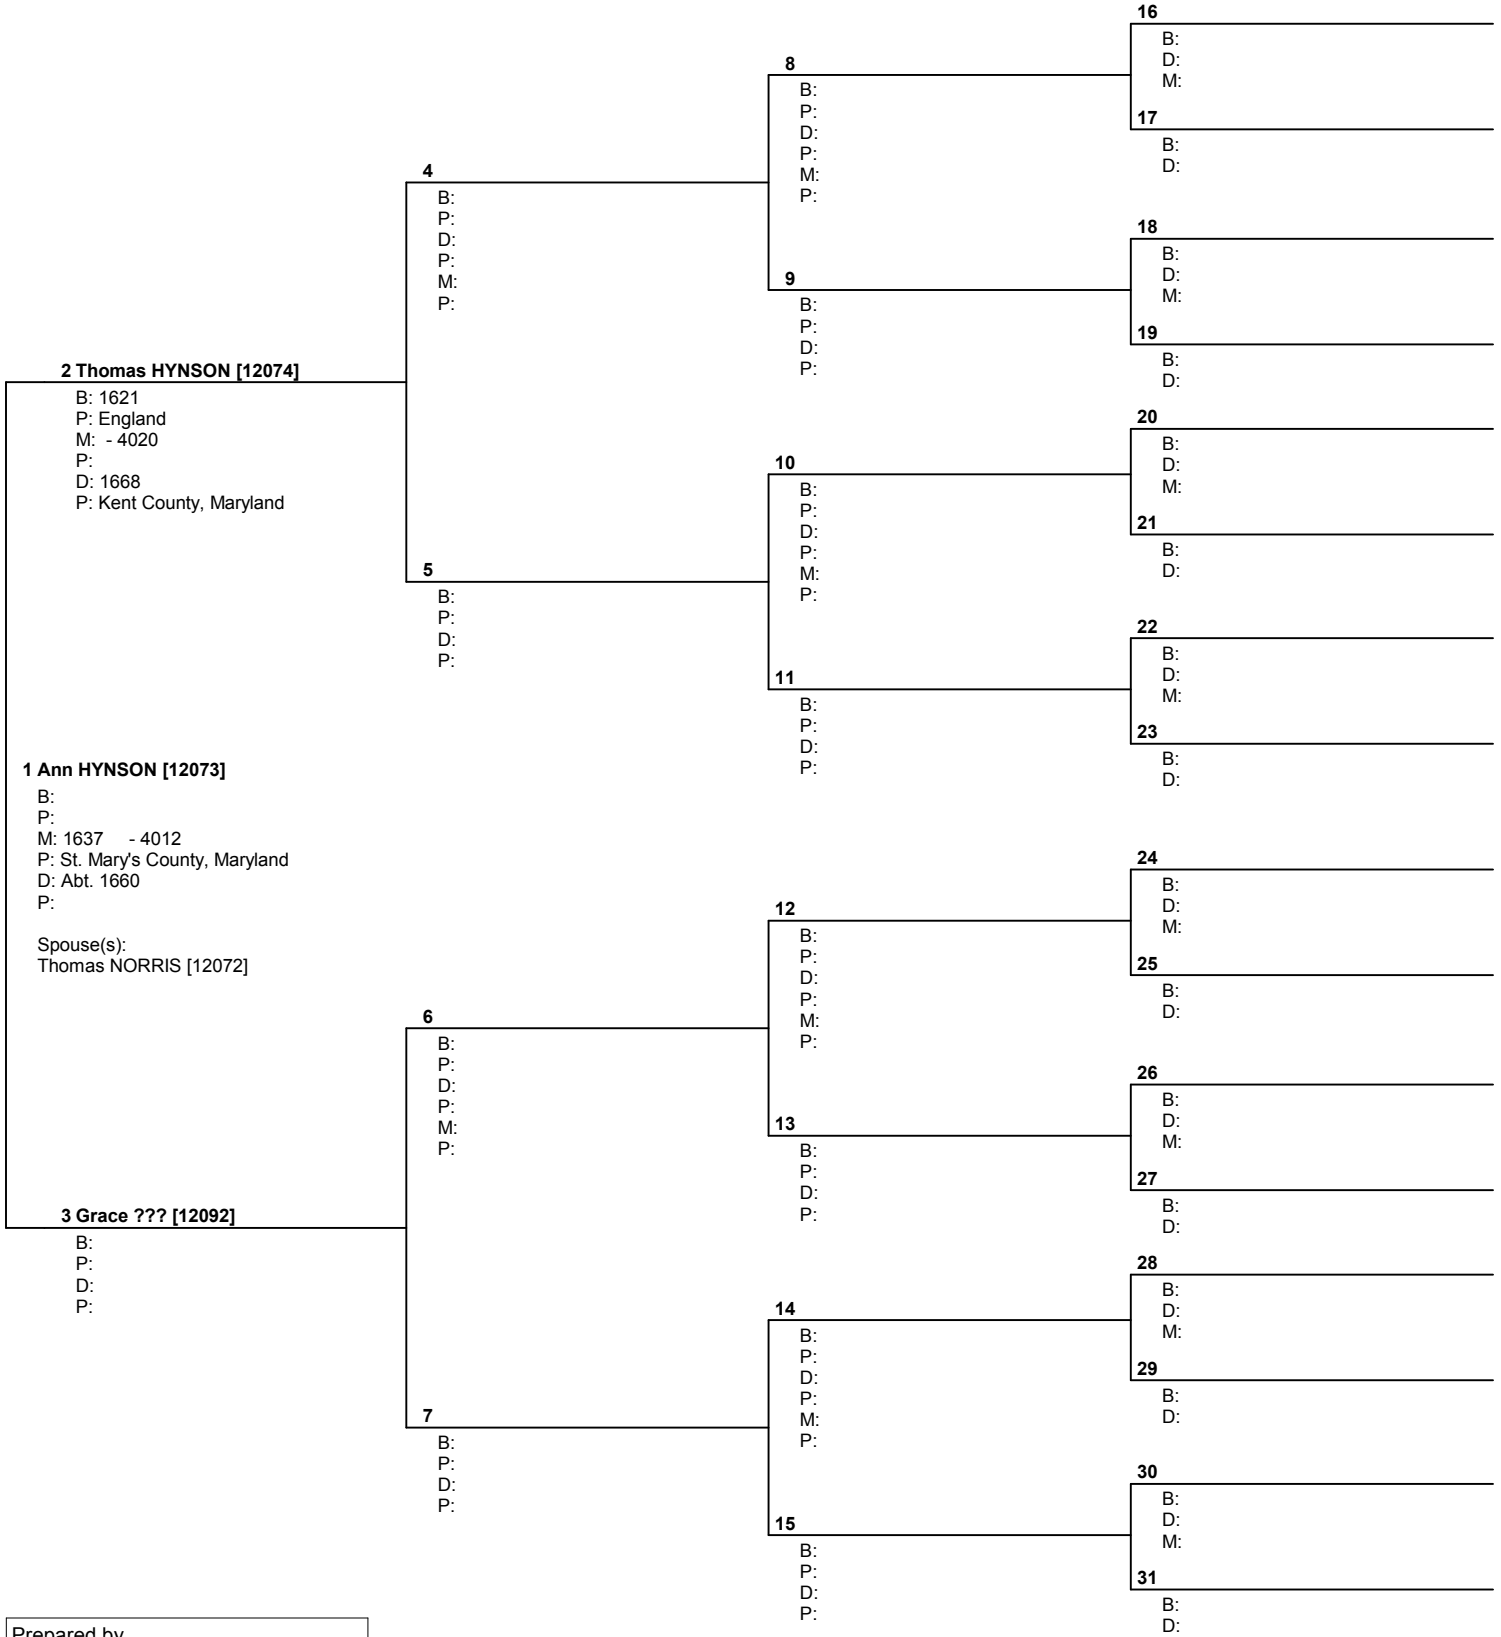 16
B:
D:
M:
8
B:
P:
D:
P:
M:
P:
17
B:
D:
4
B:
P:
D:
P:
M:
P:
18
B:
D:
M:
9
B:
P:
D:
P:
19
B:
D:
2 Thomas HYNSON [12074]
B: 1621
P: England
M:  - 4020
P:
D: 1668
P: Kent County, Maryland
20
B:
D:
M:
10
B:
P:
D:
P:
M:
P:
21
B:
D:
5
B:
P:
D:
P:
22
B:
D:
M:
11
B:
P:
D:
P:
23
B:
D:
1 Ann HYNSON [12073]
B:
P:
M: 1637     - 4012
P: St. Mary's County, Maryland
D: Abt. 1660
P:
Spouse(s):
Thomas NORRIS [12072]
24
B:
D:
M:
12
B:
P:
D:
P:
M:
P:
25
B:
D:
6
B:
P:
D:
P:
M:
P:
26
B:
D:
M:
13
B:
P:
D:
P:
27
B:
D:
3 Grace ??? [12092]
B:
P:
D:
P:
28
B:
D:
M:
14
B:
P:
D:
P:
M:
P:
29
B:
D:
7
B:
P:
D:
P:
30
B:
D:
M:
15
B:
P:
D:
P:
31
B:
D:
Prepared by